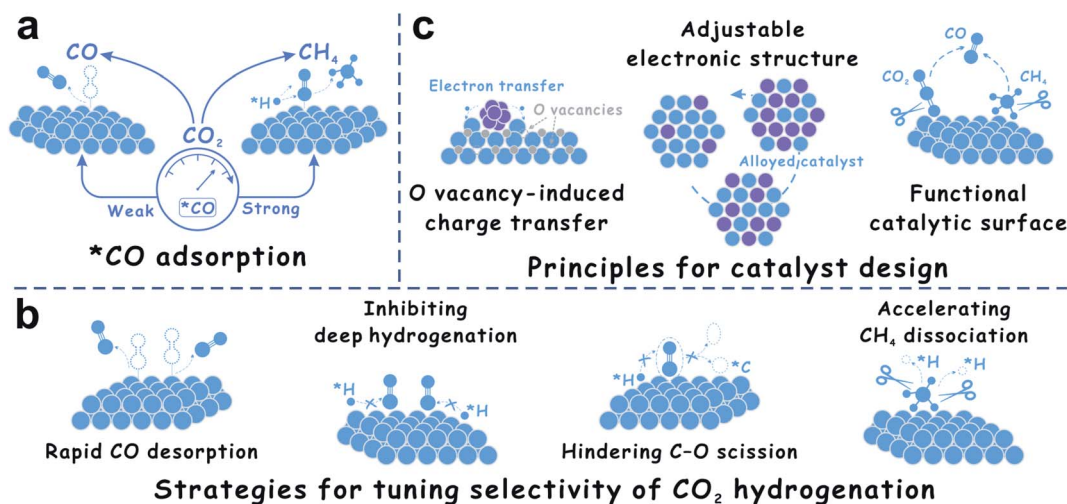 a
CO
CH₄
*H
CO₂
*CO
Weak
Strong
*CO adsorption
c
Electron transfer
O vacancies
O vacancy-induced
charge transfer
Adjustable
electronic structure
Alloyed catalyst
CO
CO₂
CH₄
Functional
catalytic surface
Principles for catalyst design
b
Rapid CO desorption
Inhibiting
deep hydrogenation
*H
*H
*H
*C
Hindering C–O scission
Accelerating
CH₄ dissociation
*H
*H
Strategies for tuning selectivity of CO₂ hydrogenation